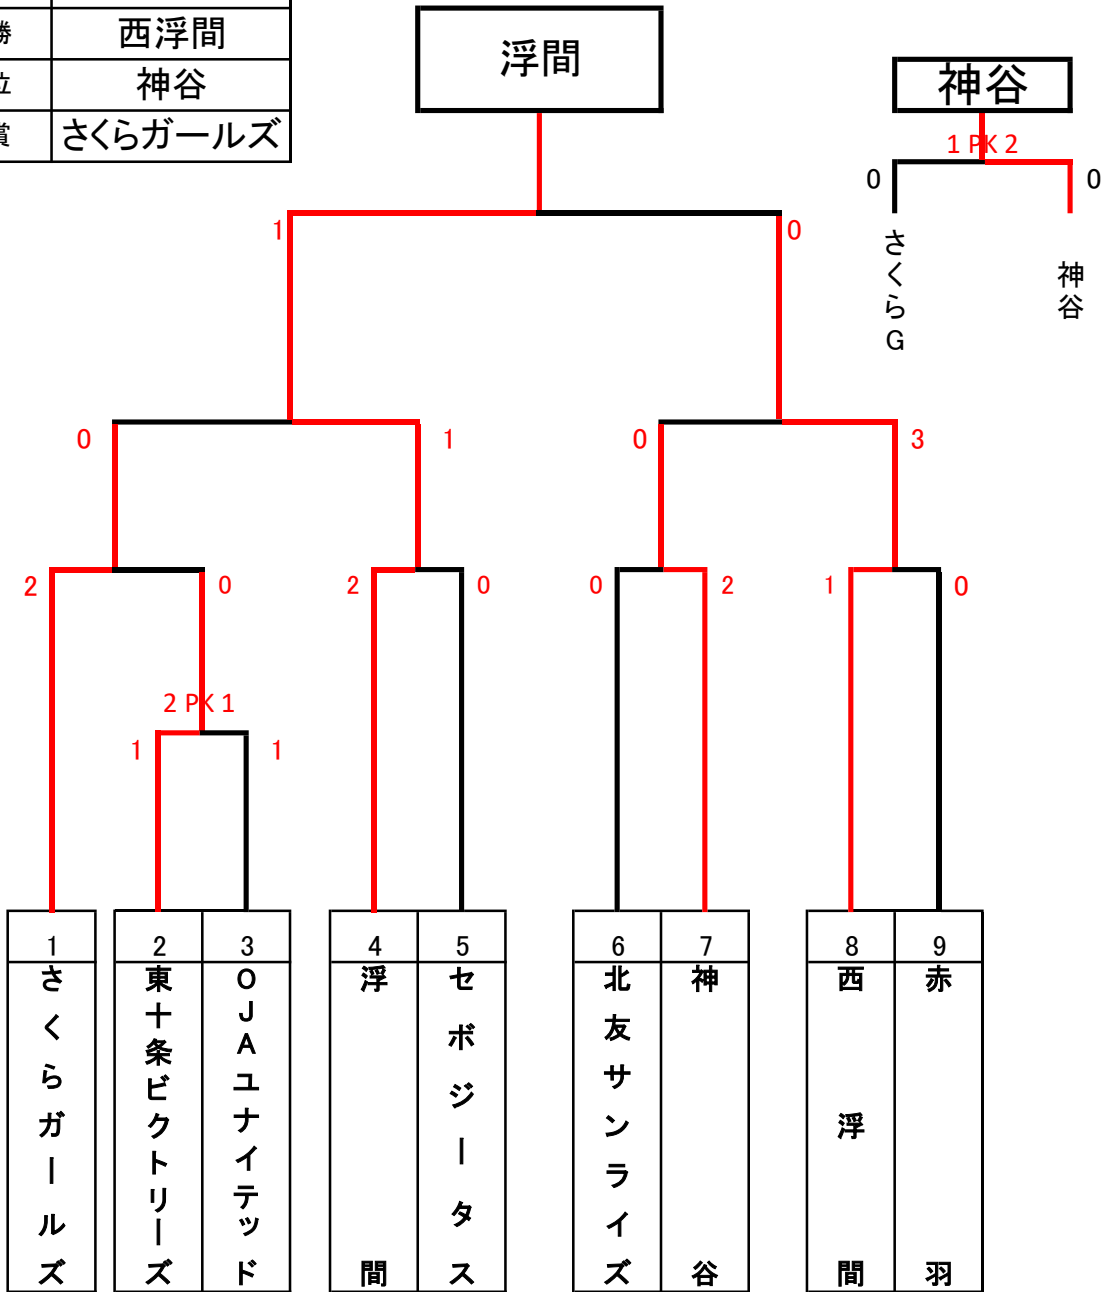 勝 西浮間
位 神谷
賞 さくらガールズ
浮間
神谷
1 PK 2
0 0
さくらG
神谷
1 0
0 1 0 3
2 0 2 0 0 2 1 0
2 PK 1
1 1
1 2 3 4 5 6 7 8 9
さくらガールズ
東十条ビクトリーズ
OJAユナイテッド
浮間
セボジータス
北友サンライズ
神谷
西浮間
赤羽